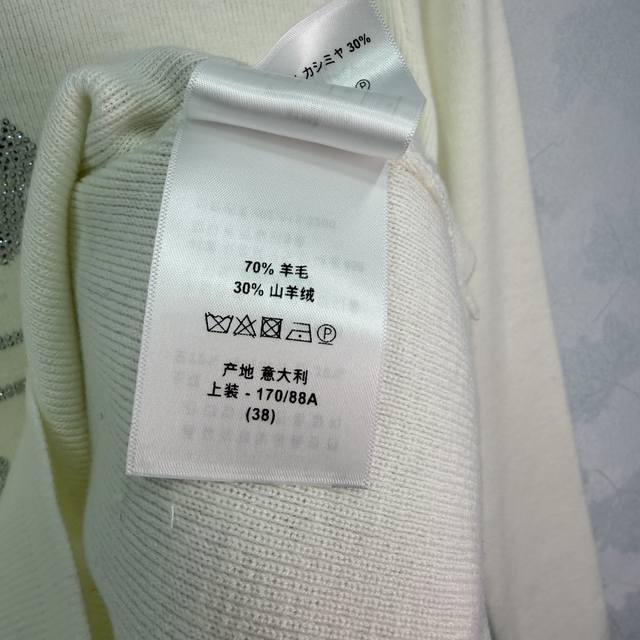 カシミヤ 30%
70% 羊毛
30% 山羊绒
P
产地 意大利
上装 - 170/88A
(38)